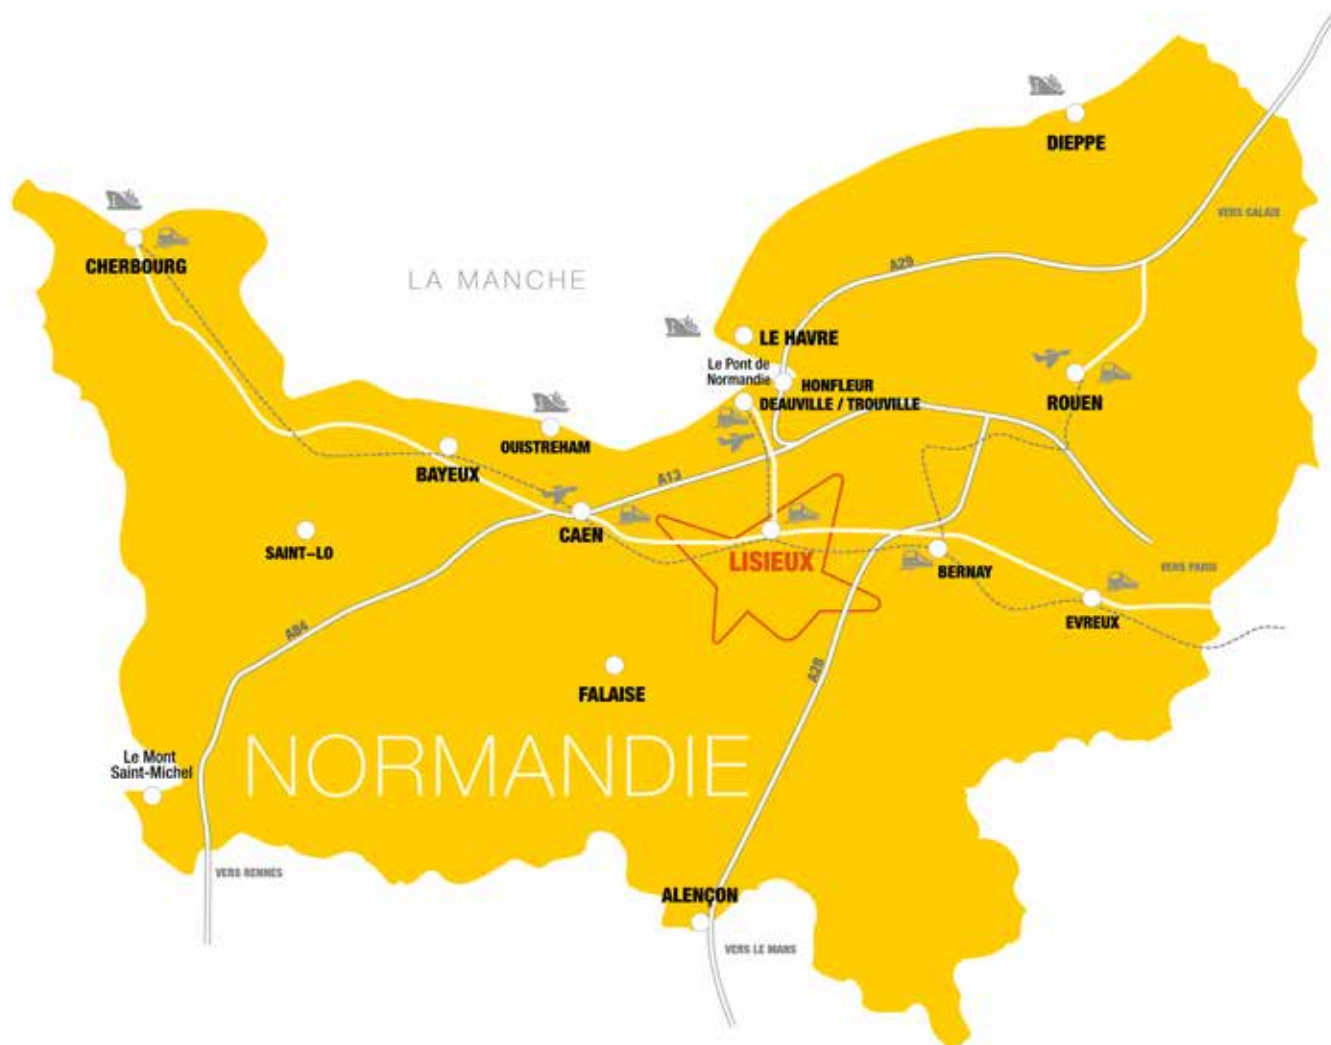 DIEPPE
VERS CALAIS
CHERBOURG
LA MANCHE
A29
LE HAVRE
Le Pont de
Normandie
HONFLEUR
DEAUVILLE / TROUVILLE
ROUEN
OUISTREHAM
BAYEUX
A13
CAEN
SAINT-LO
LISIEUX
BERNAY
VERS PARIS
EVREUX
A84
A28
FALAISE
NORMANDIE
Le Mont
Saint-Michel
VERS RENNES
ALENÇON
VERS LE MANS